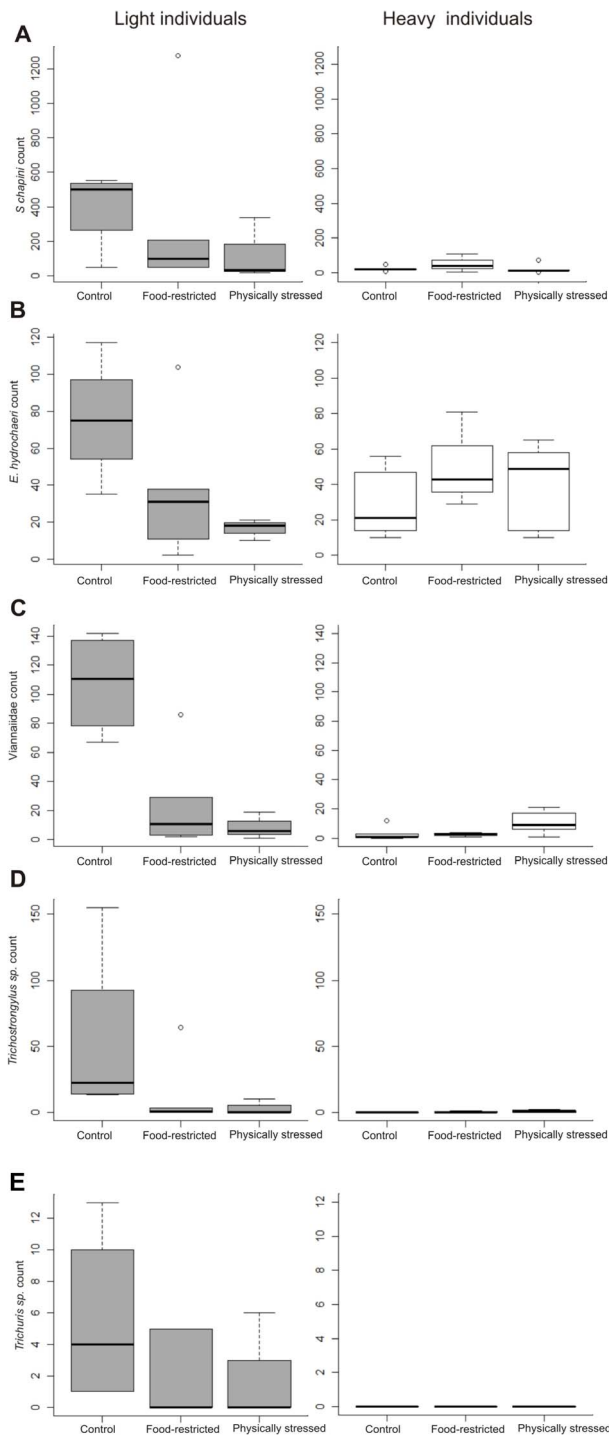 Light individuals Heavy individuals
A
S chapini count
0 200 400 600 800 1000 1200
0 200 400 600 800 1000 1200
Control Food-restricted Physically stressed Control Food-restricted Physically stressed
B
E. hydrochaeri count
0 20 40 60 80 100 120
0 20 40 60 80 100 120
Control Food-restricted Physically stressed Control Food-restricted Physically stressed
C
Viannaiidae conut
0 20 40 60 80 100 120 140
0 20 40 60 80 100 120 140
Control Food-restricted Physically stressed Control Food-restricted Physically stressed
D
Trichostrongylus sp. count
0 50 100 150
0 50 100 150
Control Food-restricted Physically stressed Control Food-restricted Physically stressed
E
Trichuris sp. count
0 2 4 6 8 10 12
0 2 4 6 8 10 12
Control Food-restricted Physically stressed Control Food-restricted Physically stressed